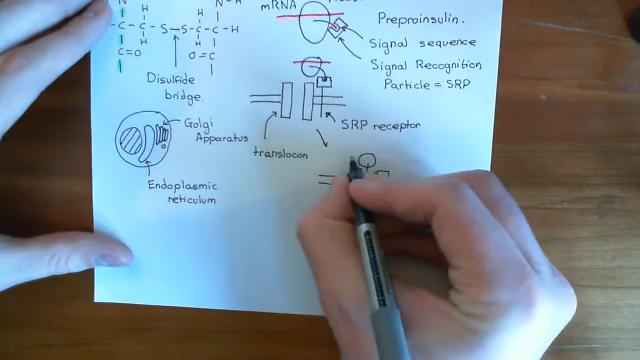 N
N-H
H
H
-C-C-S-S-C-C-H
C=O
H
H
O=C
Disulfide
bridge.
mRNA
Preproinsulin.
Signal sequence
Signal Recognition
Particle = SRP
SRP receptor
translocon
Golgi
Apparatus
Endoplasmic
reticulum